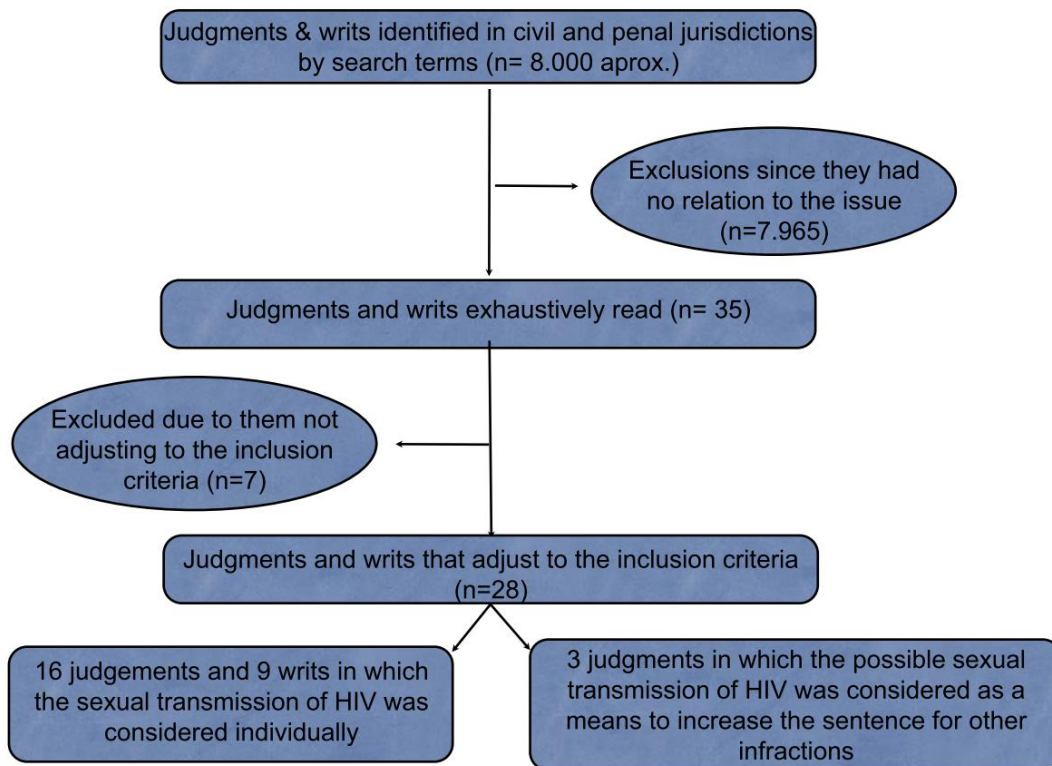 Judgments & writs identified in civil and penal jurisdictions
by search terms (n= 8.000 aprox.)
Exclusions since they had
no relation to the issue
(n=7.965)
Judgments and writs exhaustively read (n= 35)
Excluded due to them not
adjusting to the inclusion
criteria (n=7)
Judgments and writs that adjust to the inclusion criteria
(n=28)
16 judgements and 9 writs in which
the sexual transmission of HIV was
considered individually
3 judgments in which the possible sexual
transmission of HIV was considered as a
means to increase the sentence for other
infractions